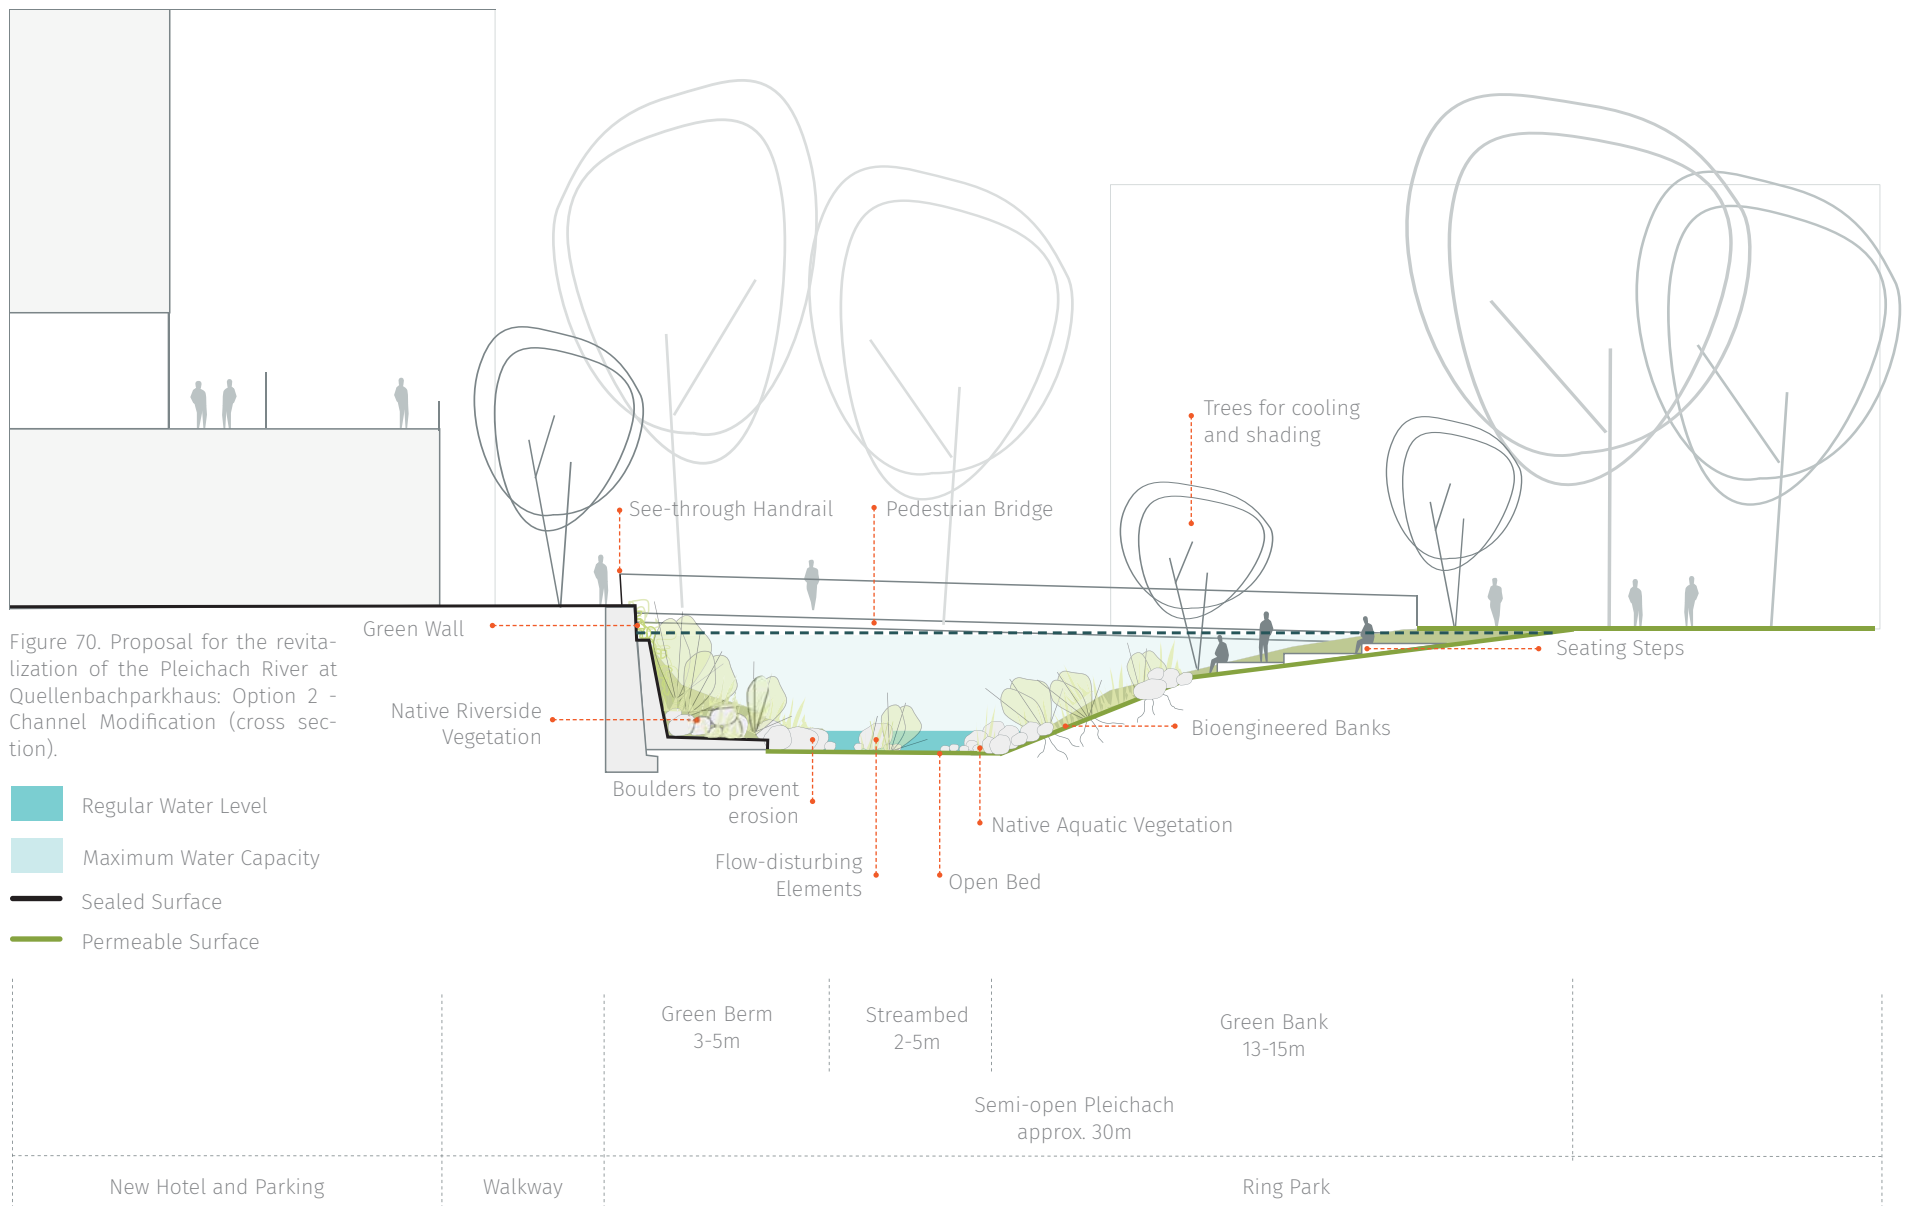 Trees for cooling
and shading
See-through Handrail
Pedestrian Bridge
Green Wall
Seating Steps
Figure 70. Proposal for the revita-
lization of the Pleichach River at
Quellenbachparkhaus: Option 2 -
Channel Modification (cross sec-
tion).
Native Riverside
Vegetation
Bioengineered Banks
Boulders to prevent
erosion
Native Aquatic Vegetation
Flow-disturbing
Elements
Open Bed
Regular Water Level
Maximum Water Capacity
Sealed Surface
Permeable Surface
Green Berm
3-5m
Streambed
2-5m
Green Bank
13-15m
Semi-open Pleichach
approx. 30m
New Hotel and Parking
Walkway
Ring Park